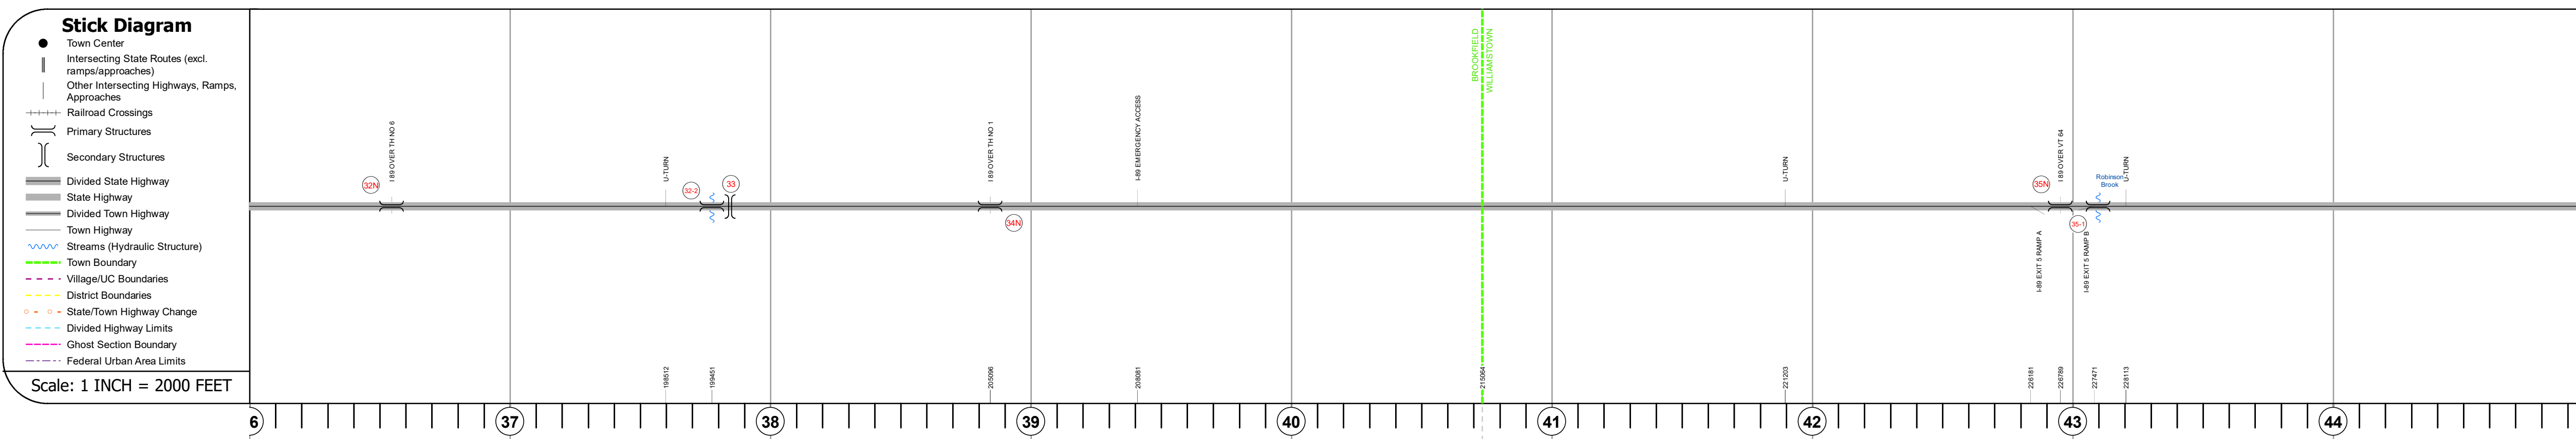 Stick Diagram
Town Center
Intersecting State Routes (excl.
ramps/approaches)
Other Intersecting Highways, Ramps,
Approaches
Railroad Crossings
Primary Structures
Secondary Structures
Divided State Highway
State Highway
Divided Town Highway
Town Highway
Streams (Hydraulic Structure)
Town Boundary
Village/UC Boundaries
District Boundaries
State/Town Highway Change
Divided Highway Limits
Ghost Section Boundary
Federal Urban Area Limits
Scale: 1 INCH = 2000 FEET
32N
I 89 OVER TH NO 6
U-TURN
32-2
33
I 89 OVER TH NO 1
34N
I-89 EMERGENCY ACCESS
BROOKFIELD
WILLIAMSTOWN
U-TURN
35N
I 89 OVER VT 64
Robinson
Brook
U-TURN
35-1
I-89 EXIT 5 RAMP A
I-89 EXIT 5 RAMP B
198512
199451
205096
208081
215064
221203
226181
226789
227471
228113
6
37
38
39
40
41
42
43
44